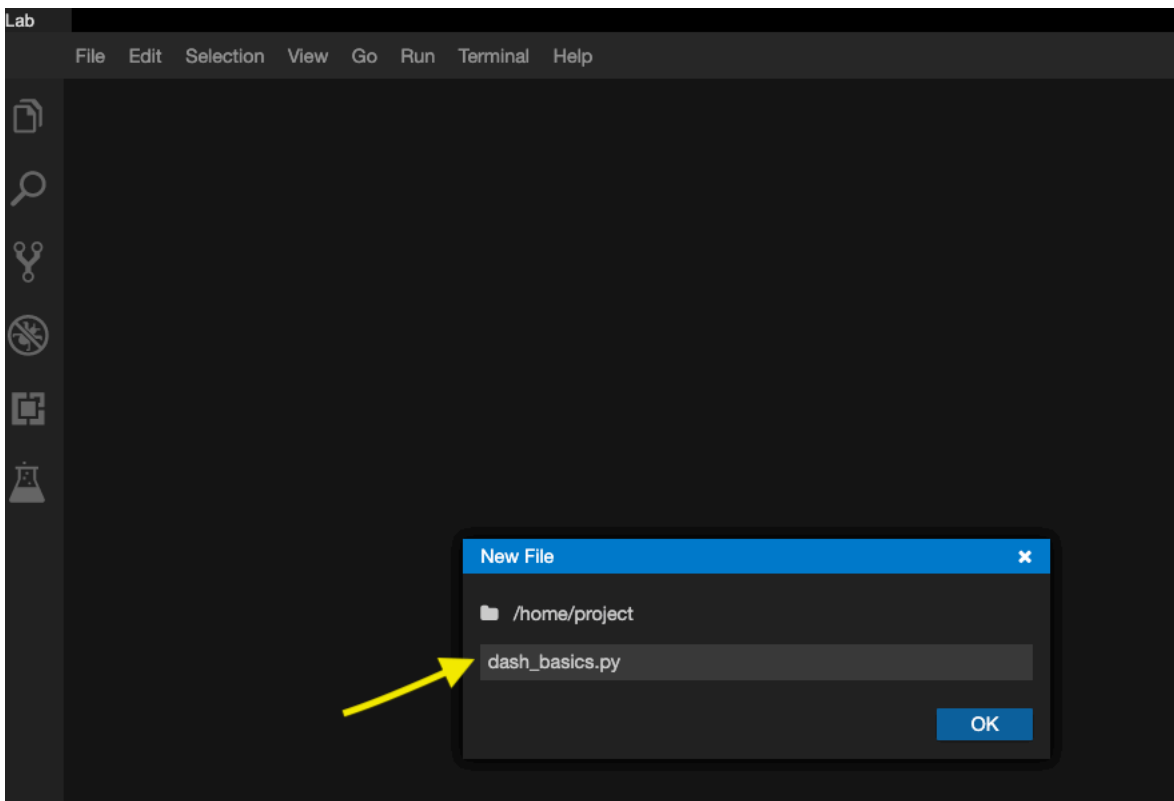 Lab
File Edit Selection View Go Run Terminal Help
New File
/home/project
dash_basics.py
OK